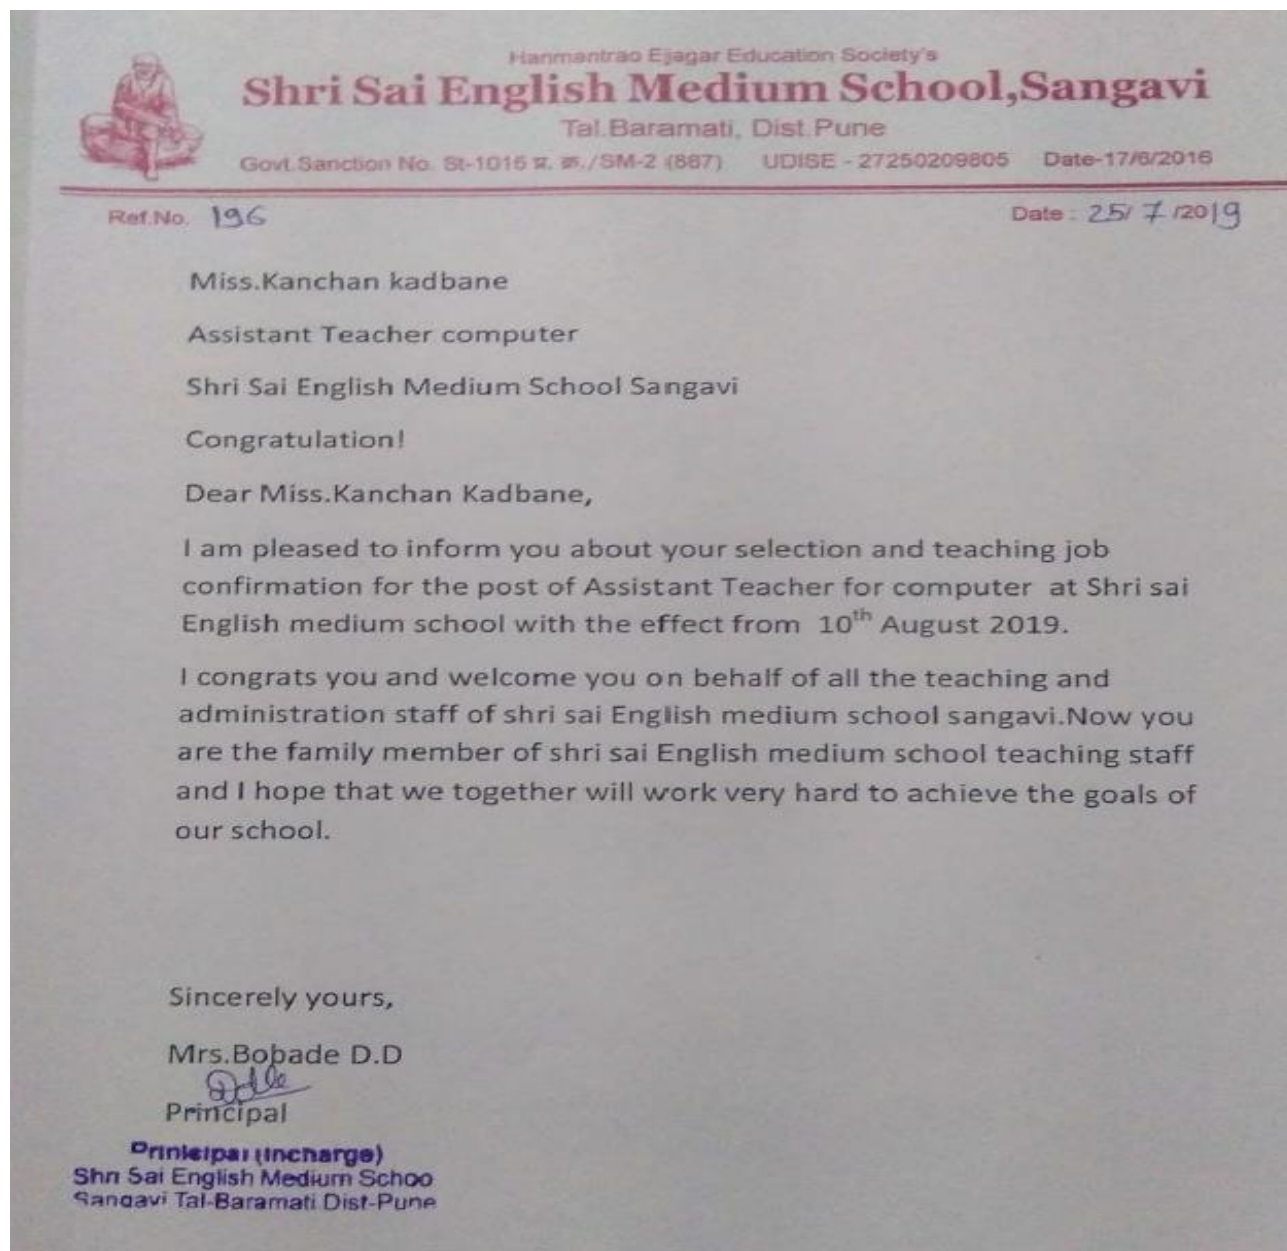 Hanmantrao Ejagar Education Society's
Shri Sai English Medium School,Sangavi
Tal.Baramati, Dist.Pune
Govt.Sanction No. St-1016 प्र. क्र./SM-2 (887) UDISE - 27250209805 Date-17/6/2016
Ref.No. 196 Date : 25/ 7 /2019
Miss.Kanchan kadbane
Assistant Teacher computer
Shri Sai English Medium School Sangavi
Congratulation!
Dear Miss.Kanchan Kadbane,
I am pleased to inform you about your selection and teaching job
confirmation for the post of Assistant Teacher for computer at Shri sai
English medium school with the effect from 10th August 2019.
I congrats you and welcome you on behalf of all the teaching and
administration staff of shri sai English medium school sangavi.Now you
are the family member of shri sai English medium school teaching staff
and I hope that we together will work very hard to achieve the goals of
our school.
Sincerely yours,
Mrs.Bobade D.D
Principal
Principal (Incharge)
Shri Sai English Medium Schoo
Sangavi Tal-Baramati Dist-Pune